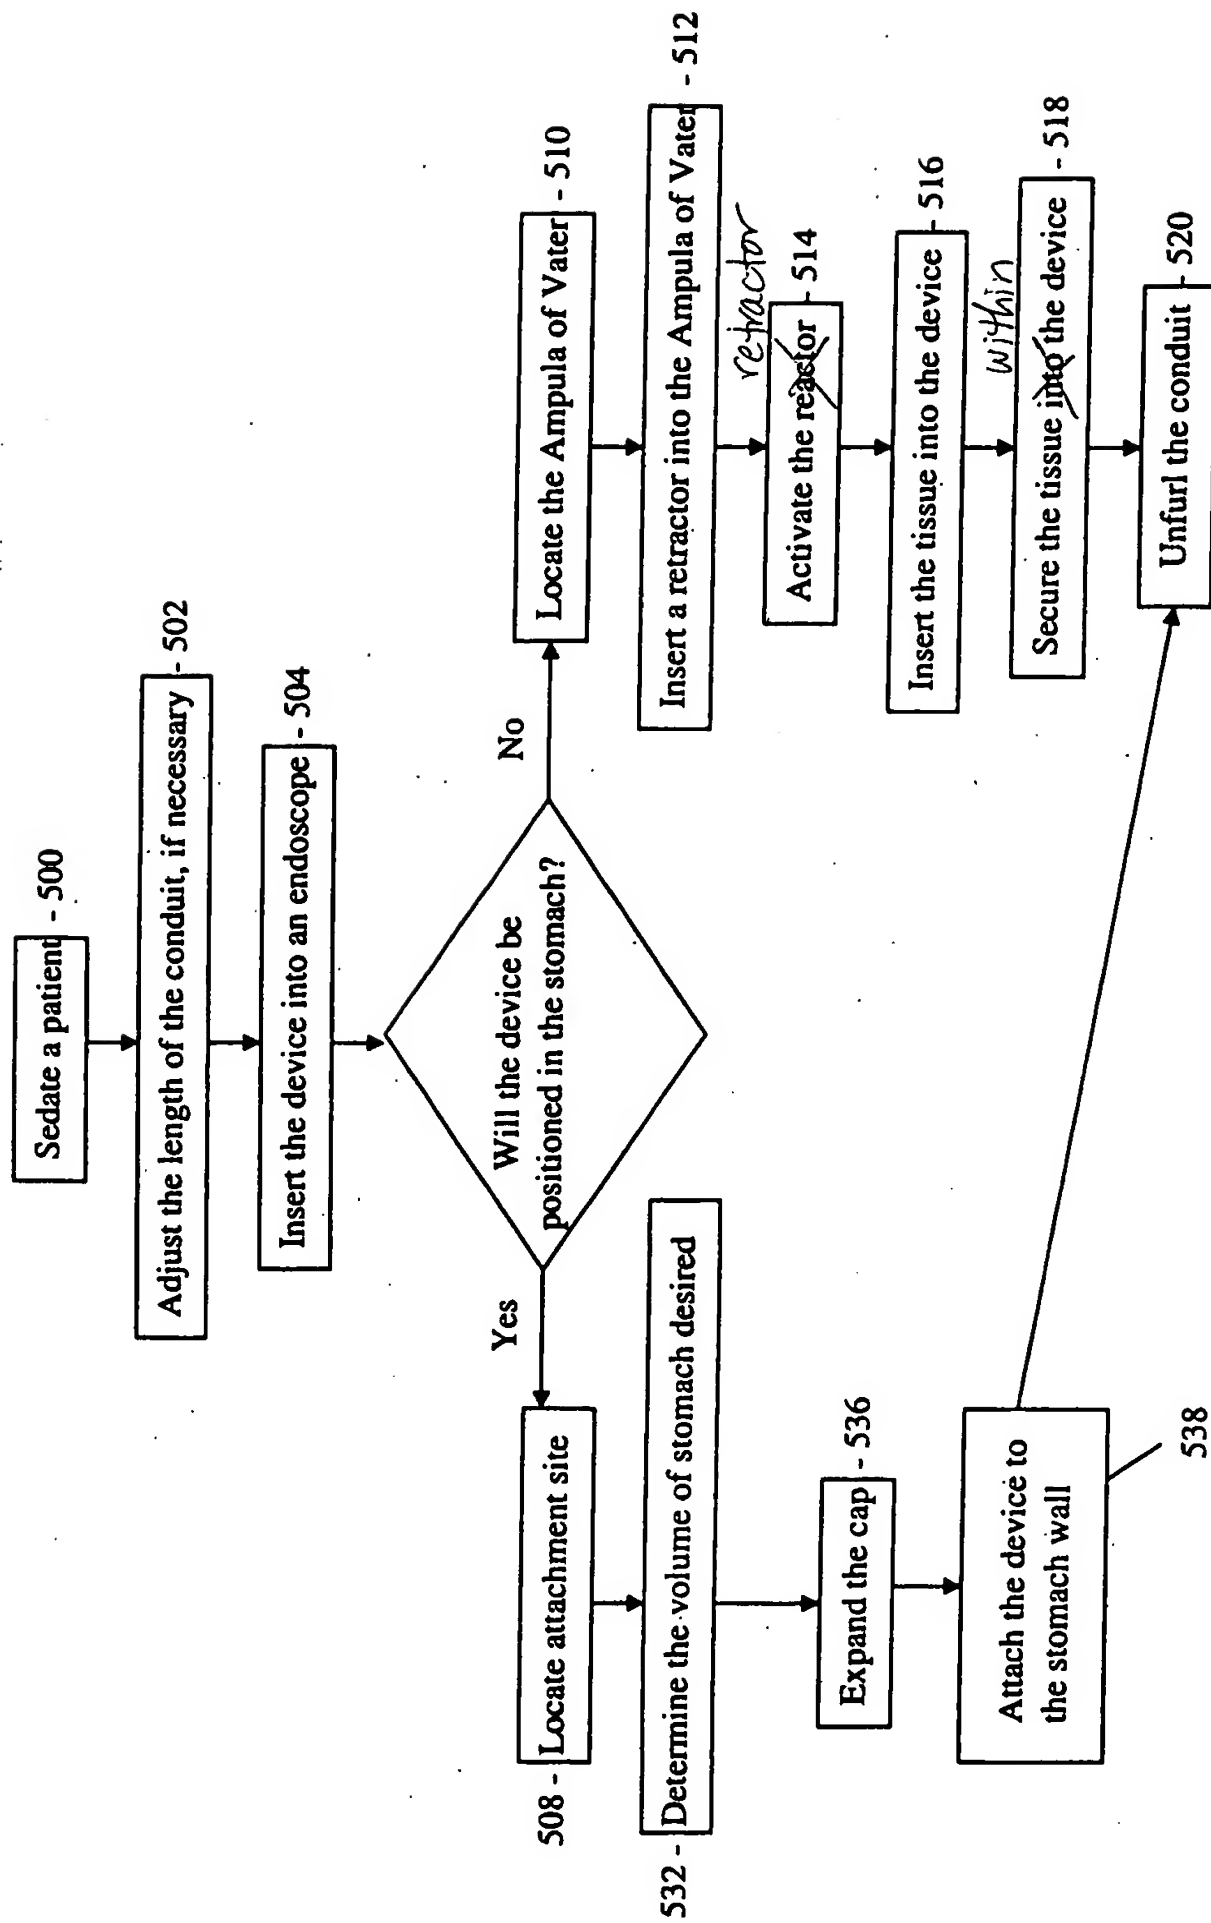 Sedate a patient - 500
Adjust the length of the conduit, if necessary - 502
Insert the device into an endoscope - 504
Will the device be
positioned in the stomach?
Yes
No
508 - Locate attachment site
532 - Determine the volume of stomach desired
Expand the cap - 536
Attach the device to
the stomach wall
538
Locate the Ampula of Vater - 510
Insert a retractor into the Ampula of Vater - 512
retractor
Activate the reactor - 514
Insert the tissue into the device - 516
within
Secure the tissue into the device - 518
Unfurl the conduit - 520